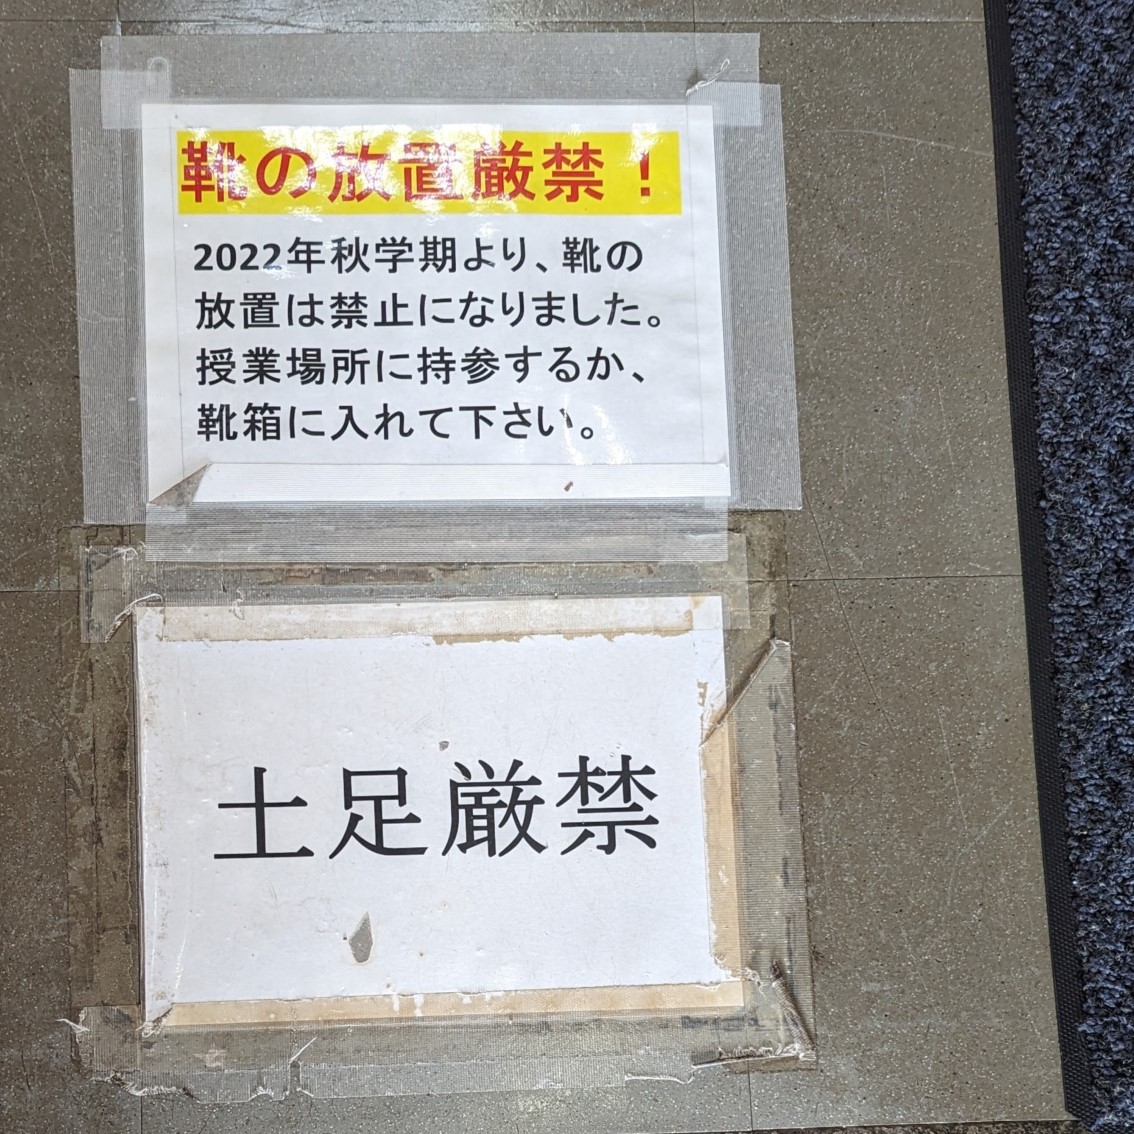 靴の放置厳禁！
2022年秋学期より、靴の
放置は禁止になりました。
授業場所に持参するか、
靴箱に入れて下さい。
土足厳禁